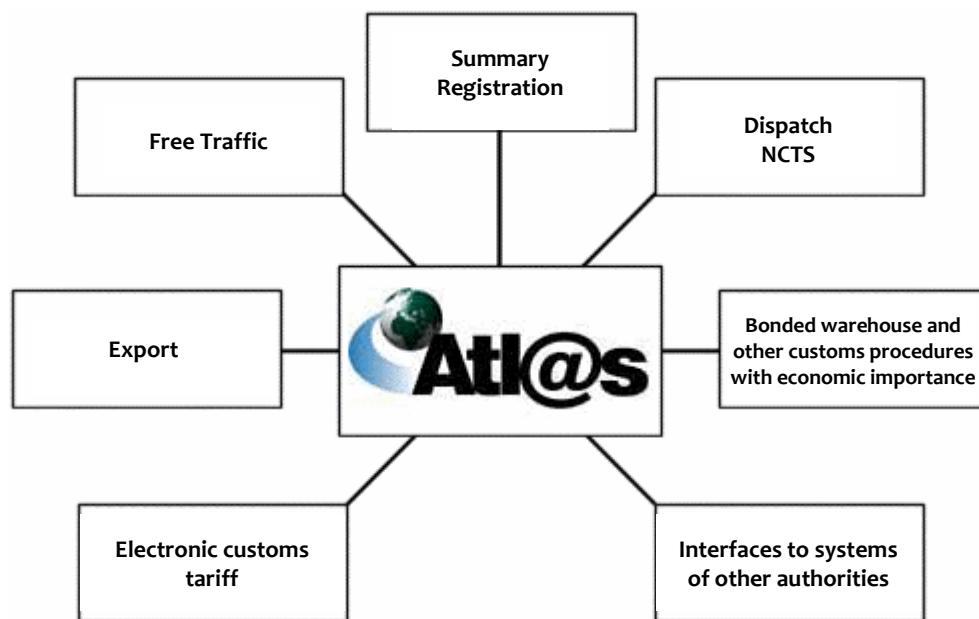 Summary
Registration
Free Traffic
Dispatch
NCTS
Export
Atl@s
Bonded warehouse and
other customs procedures
with economic importance
Electronic customs
tariff
Interfaces to systems
of other authorities